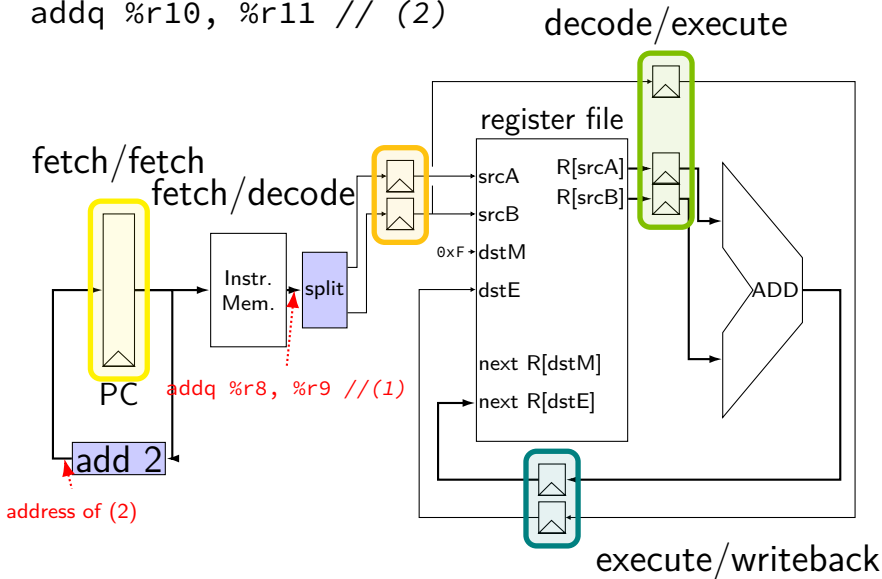 addq %r10, %r11 // (2)
decode/execute
register file
fetch/fetch
fetch/decode
R[srcA]
srcA
R[srcB]
srcB
0xF
dstM
Instr.
Mem.
split
dstE
ADD
next R[dstM]
addq %r8, %r9 //(1)
PC
next R[dstE]
add 2
address of (2)
execute/writeback